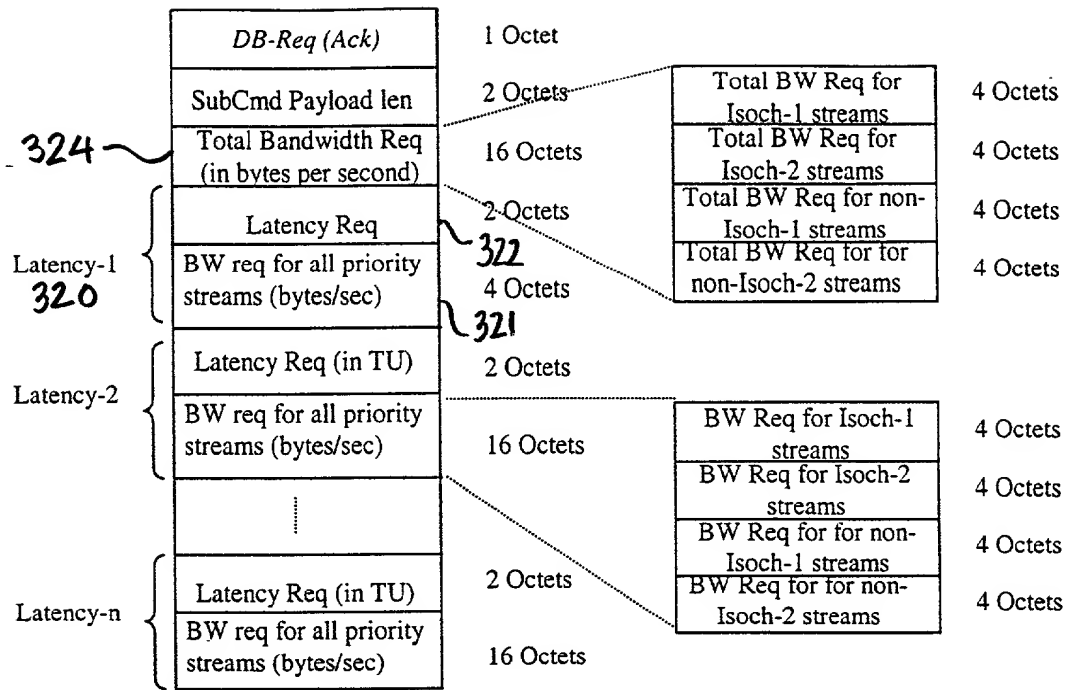 DB-Req (Ack)
1 Octet
SubCmd Payload len
2 Octets
324
Total Bandwidth Req
(in bytes per second)
16 Octets
Latency-1
320
Latency Req
2 Octets
322
BW req for all priority
streams (bytes/sec)
4 Octets
321
Latency-2
Latency Req (in TU)
2 Octets
BW req for all priority
streams (bytes/sec)
16 Octets
Latency-n
Latency Req (in TU)
2 Octets
BW req for all priority
streams (bytes/sec)
16 Octets
Total BW Req for
Isoch-1 streams
4 Octets
Total BW Req for
Isoch-2 streams
4 Octets
Total BW Req for non-
Isoch-1 streams
4 Octets
Total BW Req for for
non-Isoch-2 streams
4 Octets
BW Req for Isoch-1
streams
4 Octets
BW Req for Isoch-2
streams
4 Octets
BW Req for for non-
Isoch-1 streams
4 Octets
BW Req for for non-
Isoch-2 streams
4 Octets